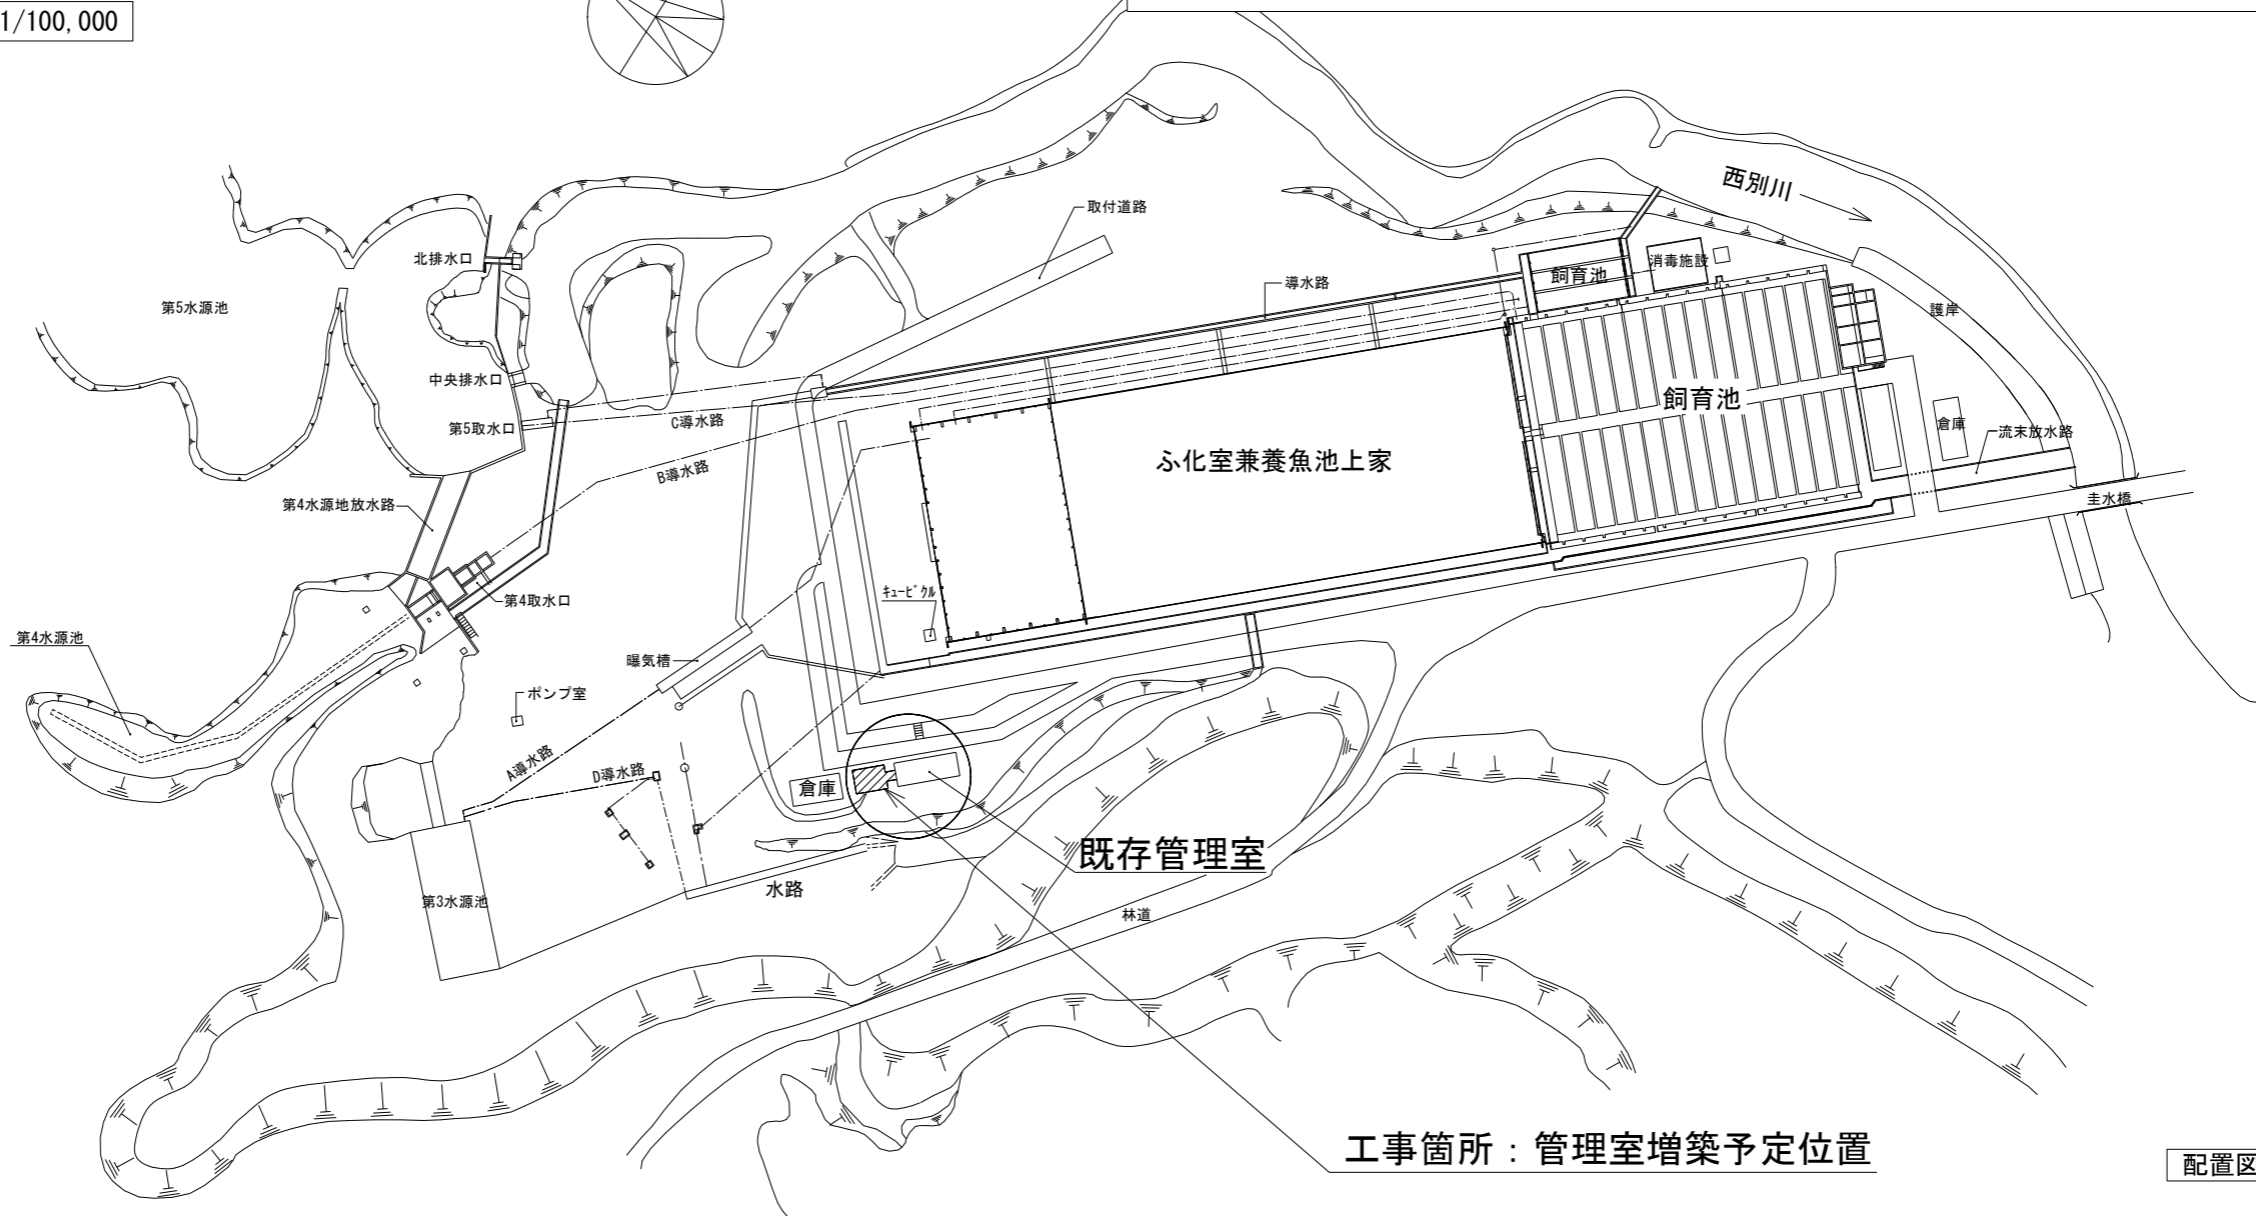 1/100,000
西別川
取付道路
北排水口
消毒施設
飼育池
導水路
第5水源池
護岸
中央排水口
飼育池
C導水路
第5取水口
倉庫
流末放水路
ふ化室兼養魚池上家
B導水路
第4水源地放水路
圭水橋
キュービクル
第4取水口
第4水源池
曝気槽
ポンプ室
A導水路
D導水路
倉庫
既存管理室
水路
第3水源池
林道
工事箇所：管理室増築予定位置
配置図